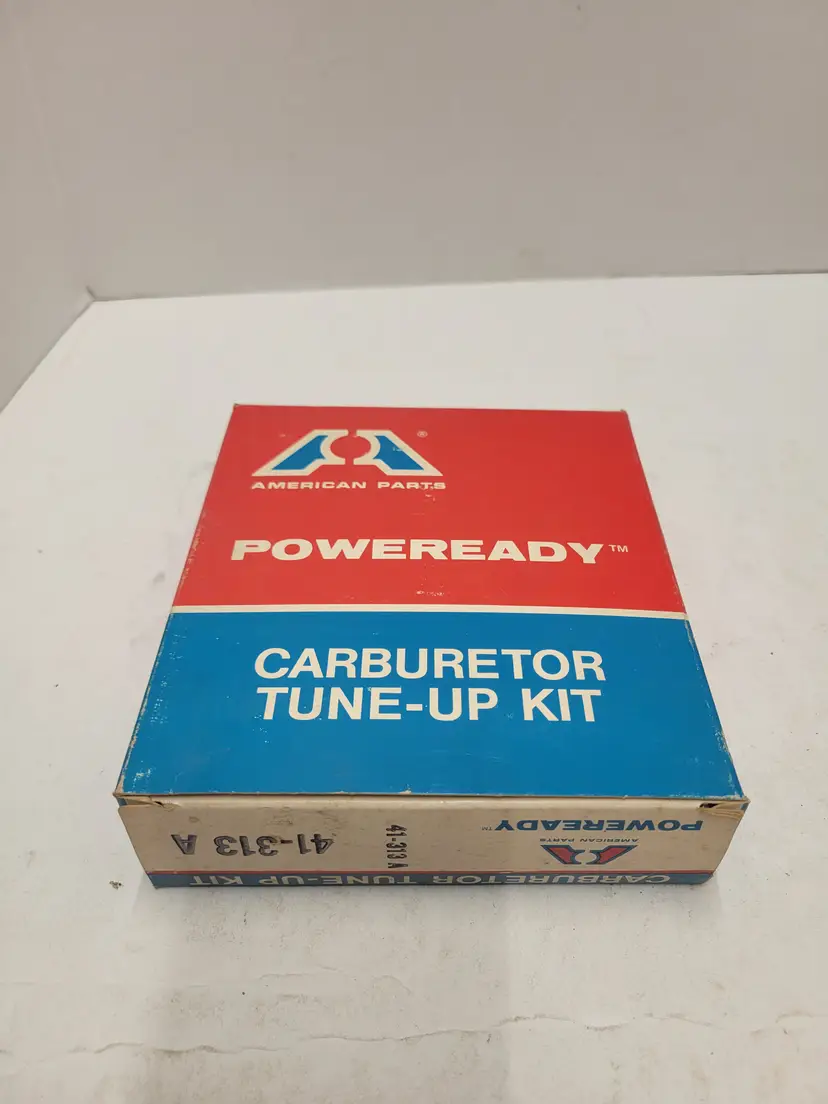 ®
AMERICAN PARTS
POWEREADY™
CARBURETOR
TUNE-UP KIT
41-313 A
41-313 A
POWEREADY™
AMERICAN PARTS
CARBURETOR TUNE-UP KIT